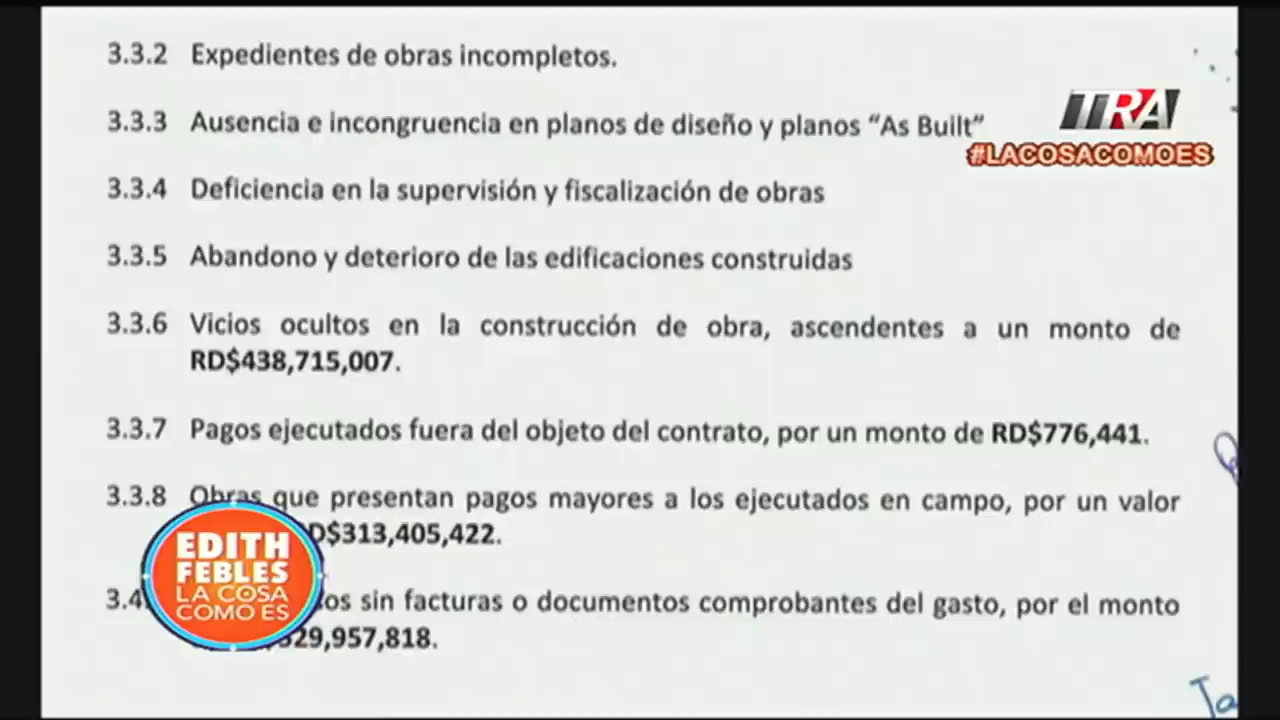 3.3.2 Expedientes de obras incompletos.
3.3.3 Ausencia e incongruencia en planos de diseño y planos “As Built”
TRA
#LACOSACOMOES
3.3.4 Deficiencia en la supervisión y fiscalización de obras
3.3.5 Abandono y deterioro de las edificaciones construidas
3.3.6 Vicios ocultos en la construcción de obra, ascendentes a un monto de
RD$438,715,007.
3.3.7 Pagos ejecutados fuera del objeto del contrato, por un monto de RD$776,441.
3.3.8 Obras que presentan pagos mayores a los ejecutados en campo, por un valor
D$313,405,422.
3.4 os sin facturas o documentos comprobantes del gasto, por el monto
,829,957,818.
EDITH
FEBLES
LA COSA
COMO ES